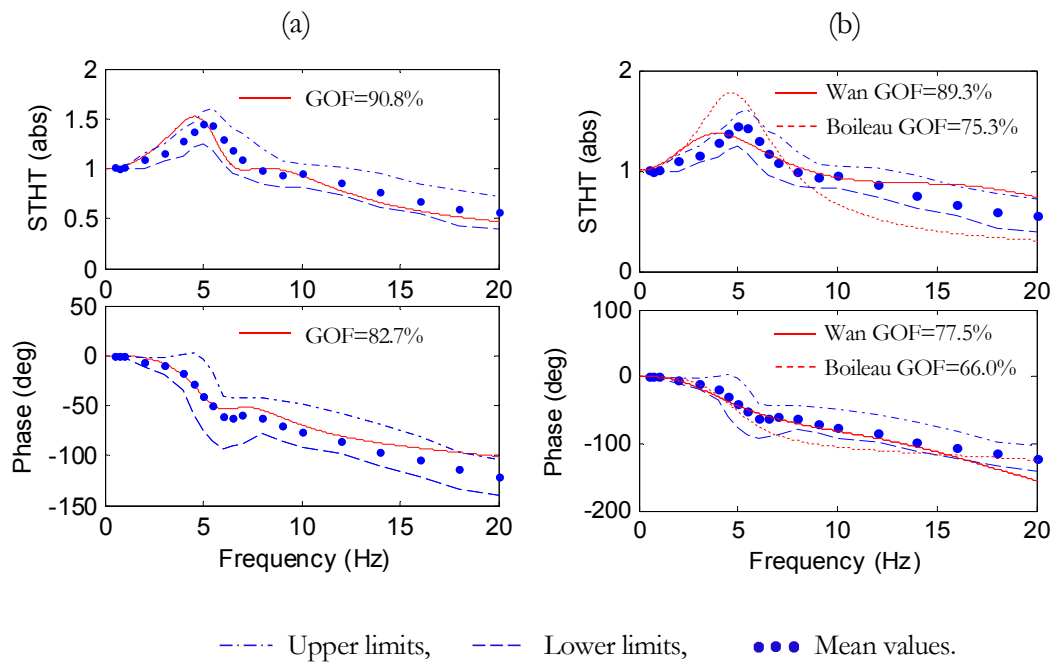 (a)
(b)
STHT (abs)
2
1.5
1
0.5
0
GOF=90.8%
0
5
10
15
20
STHT (abs)
2
1
0
Wan GOF=89.3%
Boileau GOF=75.3%
0
5
10
15
20
Phase (deg)
50
0
-50
-100
-150
GOF=82.7%
0
5
10
15
20
Frequency (Hz)
Phase (deg)
100
0
-100
-200
Wan GOF=77.5%
Boileau GOF=66.0%
0
5
10
15
20
Frequency (Hz)
Upper limits,
Lower limits,
Mean values.